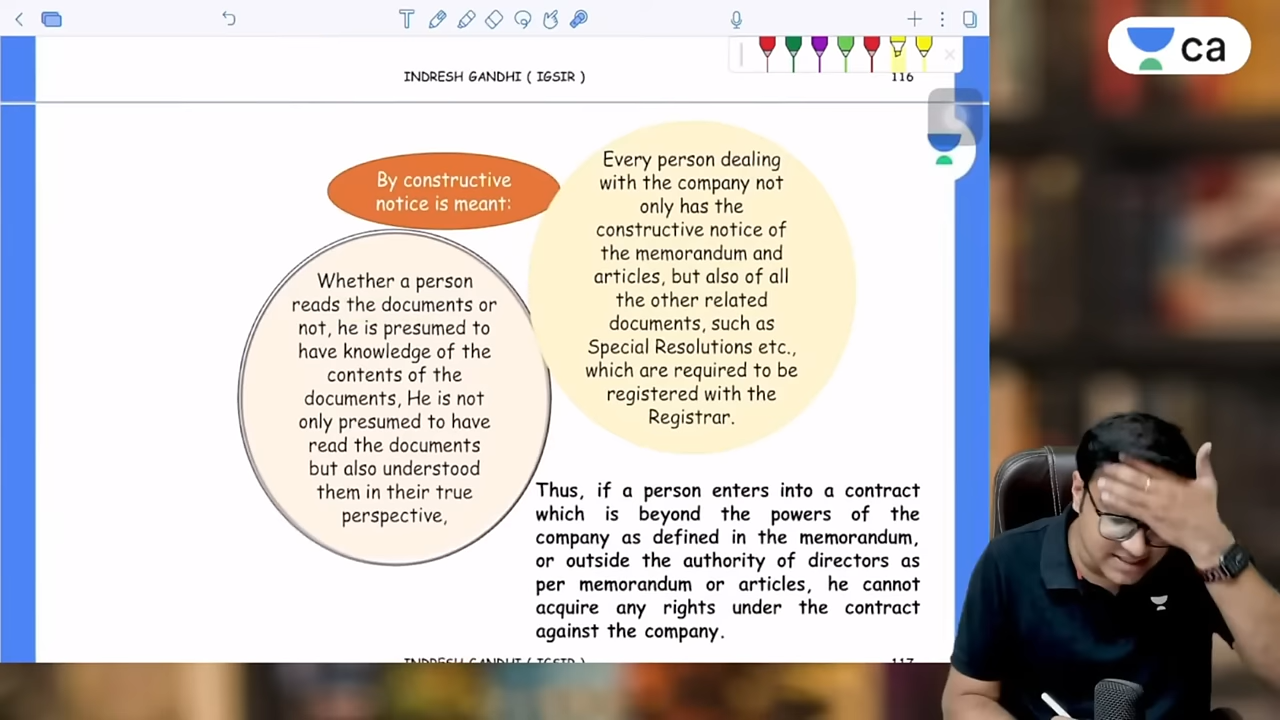 INDRESH GANDHI ( IGSIR )
116
ca
By constructive
notice is meant:
Every person dealing
with the company not
only has the
constructive notice of
the memorandum and
articles, but also of all
the other related
documents, such as
Special Resolutions etc.,
which are required to be
registered with the
Registrar.
Whether a person
reads the documents or
not, he is presumed to
have knowledge of the
contents of the
documents, He is not
only presumed to have
read the documents
but also understood
them in their true
perspective,
Thus, if a person enters into a contract
which is beyond the powers of the
company as defined in the memorandum,
or outside the authority of directors as
per memorandum or articles, he cannot
acquire any rights under the contract
against the company.
INDRESH GANDHI ( IGSIR )
117